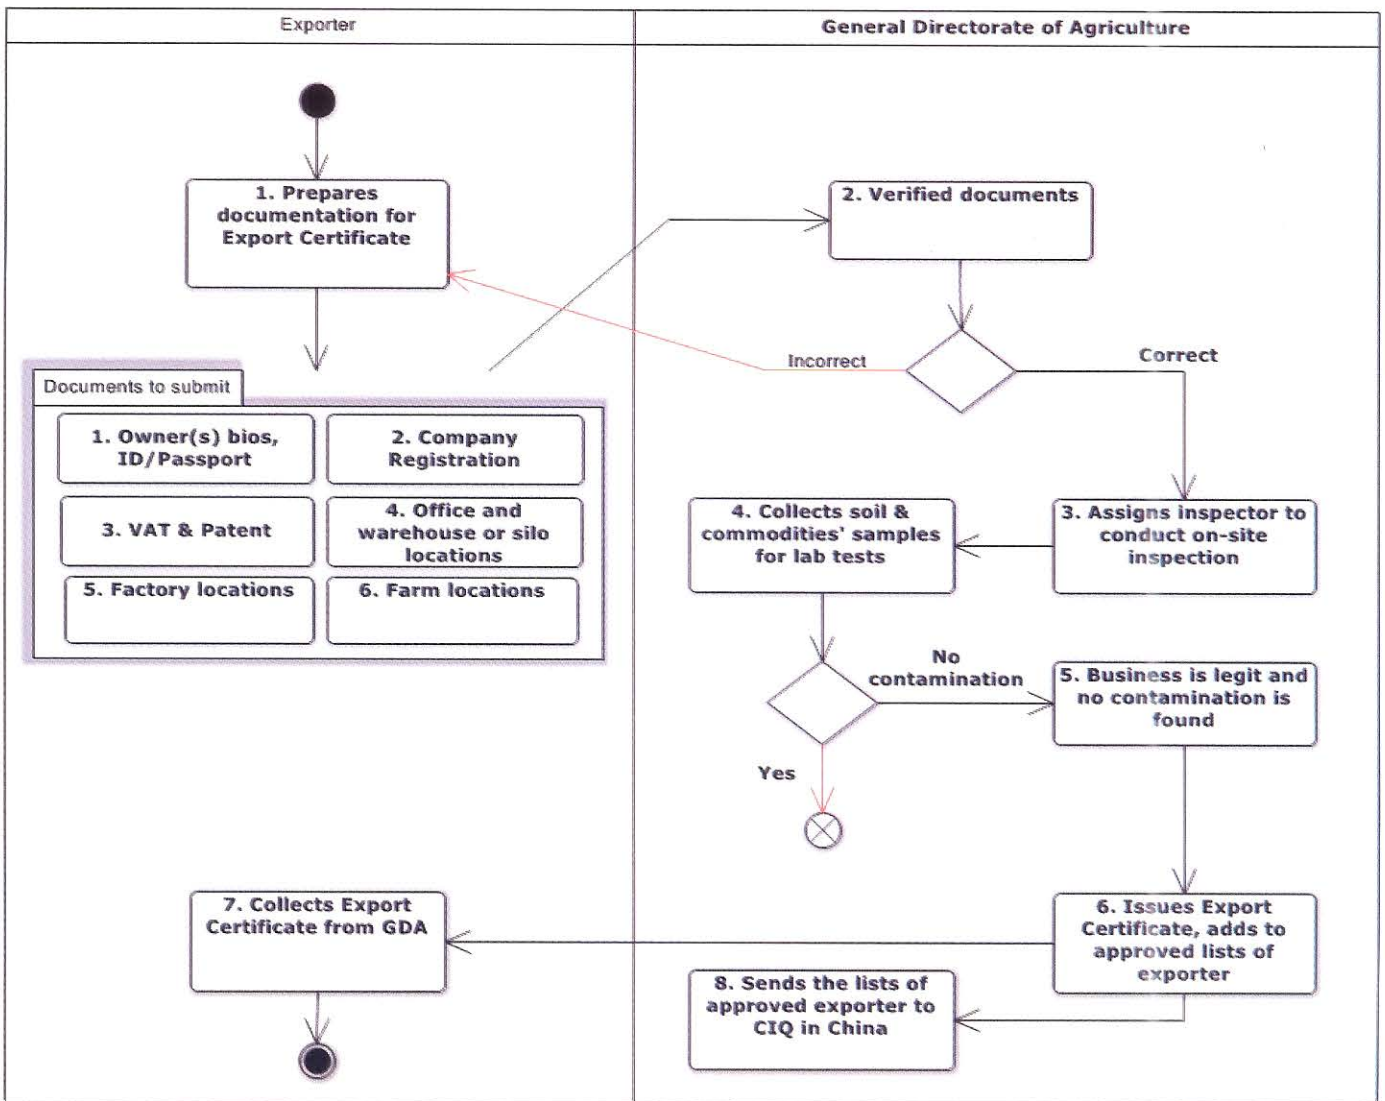 Exporter
General Directorate of Agriculture
1. Prepares
documentation for
Export Certificate
2. Verified documents
Incorrect
Correct
Documents to submit
1. Owner(s) bios,
ID/Passport
2. Company
Registration
3. VAT & Patent
4. Office and
warehouse or silo
locations
5. Factory locations
6. Farm locations
4. Collects soil &
commodities' samples
for lab tests
3. Assigns inspector to
conduct on-site
inspection
No
contamination
5. Business is legit and
no contamination is
found
Yes
7. Collects Export
Certificate from GDA
6. Issues Export
Certificate, adds to
approved lists of
exporter
8. Sends the lists of
approved exporter to
CIQ in China